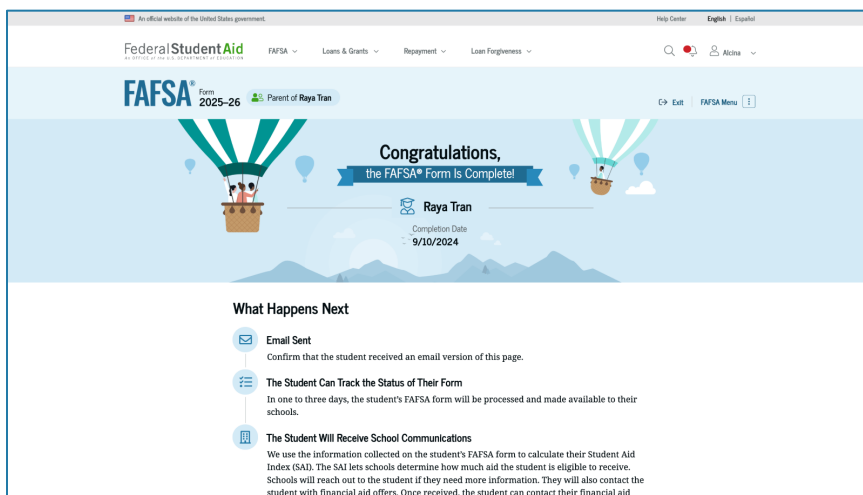 An official website of the United States government.
Help Center English | Español
Federal Student Aid
An OFFICE of the U.S. DEPARTMENT of EDUCATION
FAFSA Loans & Grants Repayment Loan Forgiveness
Alcina
FAFSA® Form 2025–26
Parent of Raya Tran
Exit FAFSA Menu
Congratulations,
the FAFSA® Form Is Complete!
Raya Tran
Completion Date
9/10/2024
What Happens Next
Email Sent
Confirm that the student received an email version of this page.
The Student Can Track the Status of Their Form
In one to three days, the student's FAFSA form will be processed and made available to their
schools.
The Student Will Receive School Communications
We use the information collected on the student's FAFSA form to calculate their Student Aid
Index (SAI). The SAI lets schools determine how much aid the student is eligible to receive.
Schools will reach out to the student if they need more information. They will also contact the
student with financial aid offers. Once received, the student can contact their financial aid